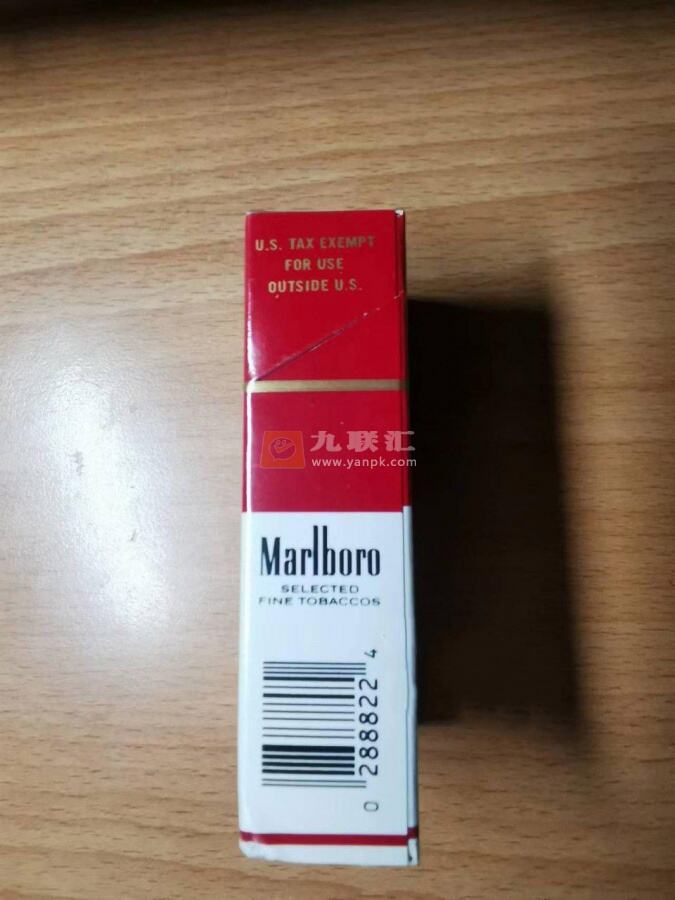 U.S. TAX EXEMPT
FOR USE
OUTSIDE U.S.
九联汇
www.yanpk.com
Marlboro
SELECTED
FINE TOBACCOS
0 288822 4